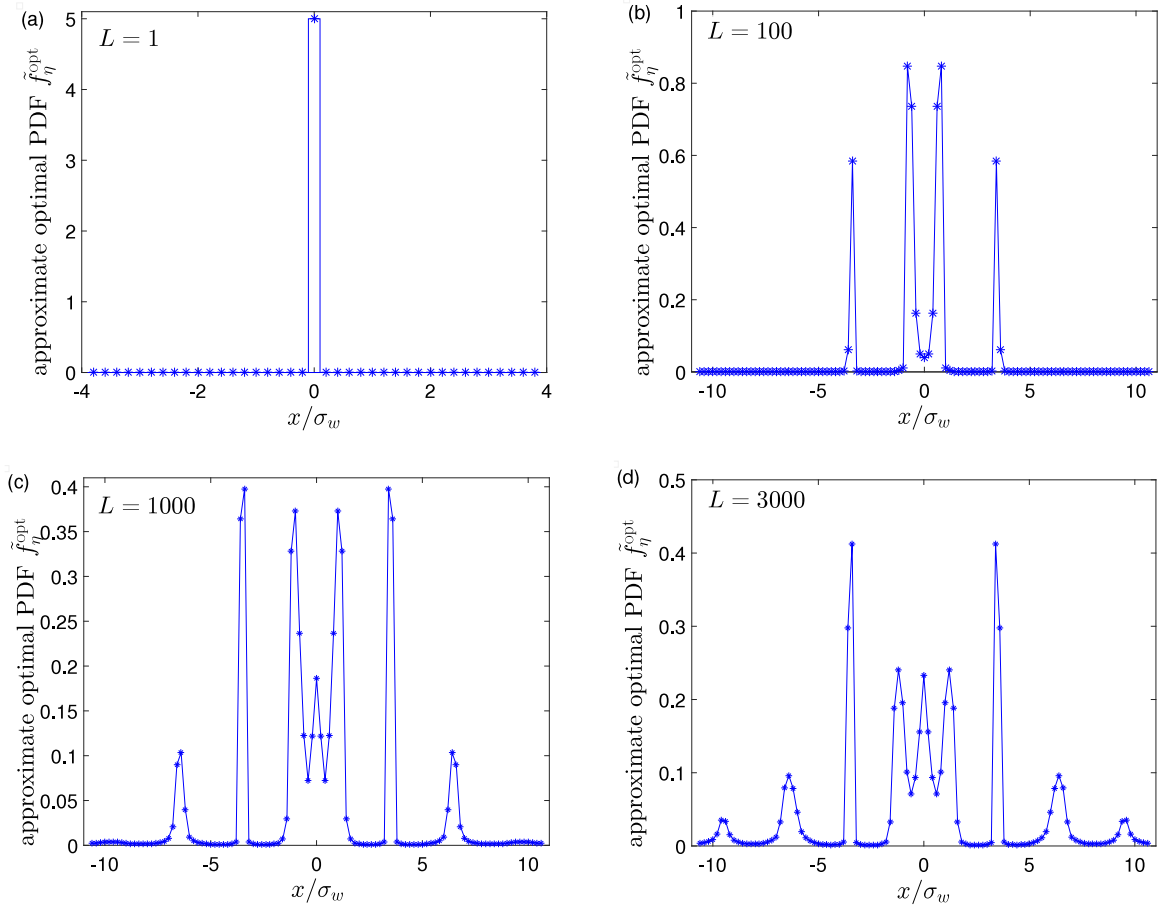 (a)
L = 1
approximate optimal PDF f̃_η^opt
5
4
3
2
1
0
-4 -2 0 2 4
x/σ_w
(b)
L = 100
approximate optimal PDF f̃_η^opt
1
0.8
0.6
0.4
0.2
0
-10 -5 0 5 10
x/σ_w
(c)
L = 1000
approximate optimal PDF f̃_η^opt
0.4
0.35
0.3
0.25
0.2
0.15
0.1
0.05
0
-10 -5 0 5 10
x/σ_w
(d)
L = 3000
approximate optimal PDF f̃_η^opt
0.5
0.4
0.3
0.2
0.1
0
-10 -5 0 5 10
x/σ_w